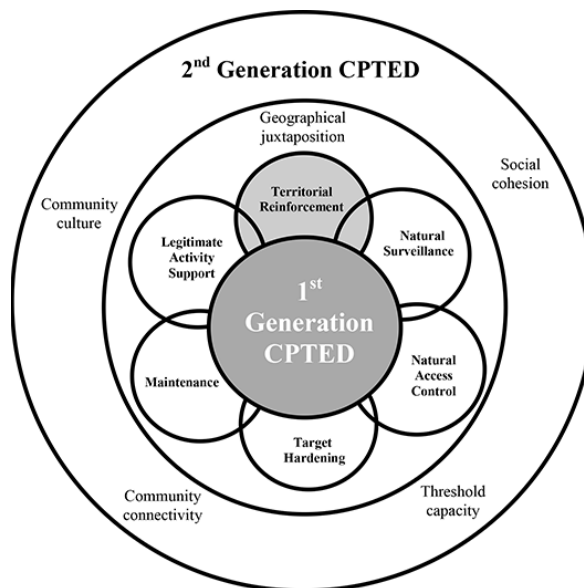 2nd Generation CPTED
Geographical
juxtaposition
Social
cohesion
Community
culture
Territorial
Reinforcement
Legitimate
Activity
Support
Natural
Surveillance
1st
Generation
CPTED
Maintenance
Natural
Access
Control
Target
Hardening
Community
connectivity
Threshold
capacity